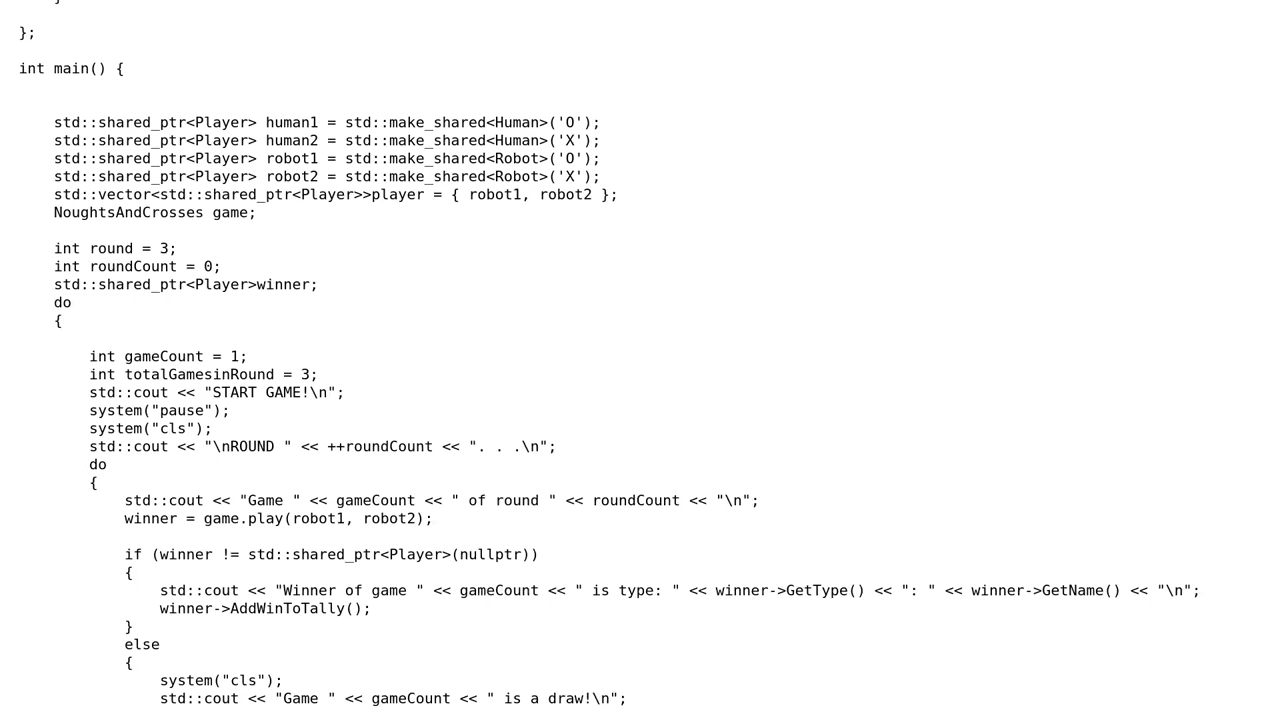 };
int main() {
std::shared_ptr<Player> human1 = std::make_shared<Human>('O');
std::shared_ptr<Player> human2 = std::make_shared<Human>('X');
std::shared_ptr<Player> robot1 = std::make_shared<Robot>('O');
std::shared_ptr<Player> robot2 = std::make_shared<Robot>('X');
std::vector<std::shared_ptr<Player>>player = { robot1, robot2 };
NoughtsAndCrosses game;
int round = 3;
int roundCount = 0;
std::shared_ptr<Player>winner;
do
{
int gameCount = 1;
int totalGamesinRound = 3;
std::cout << "START GAME!\n";
system("pause");
system("cls");
std::cout << "\nROUND " << ++roundCount << ". . .\n";
do
{
std::cout << "Game " << gameCount << " of round " << roundCount << "\n";
winner = game.play(robot1, robot2);
if (winner != std::shared_ptr<Player>(nullptr))
{
std::cout << "Winner of game " << gameCount << " is type: " << winner->GetType() << ": " << winner->GetName() << "\n";
winner->AddWinToTally();
}
else
{
system("cls");
std::cout << "Game " << gameCount << " is a draw!\n";